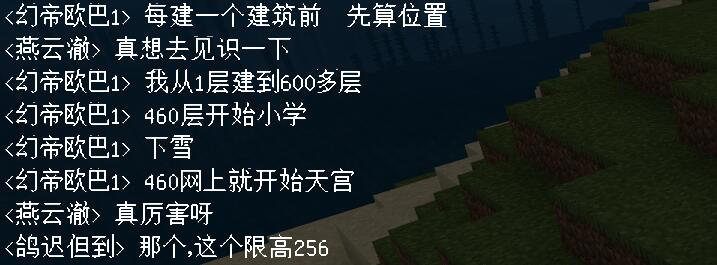 <幻帝欧巴1> 每建一个建筑前 先算位置
<燕云澈> 真想去见识一下
<幻帝欧巴1> 我从1层建到600多层
<幻帝欧巴1> 460层开始小学
<幻帝欧巴1> 下雪
<幻帝欧巴1> 460网上就开始天宫
<燕云澈> 真厉害呀
<鸽迟但到> 那个,这个限高256